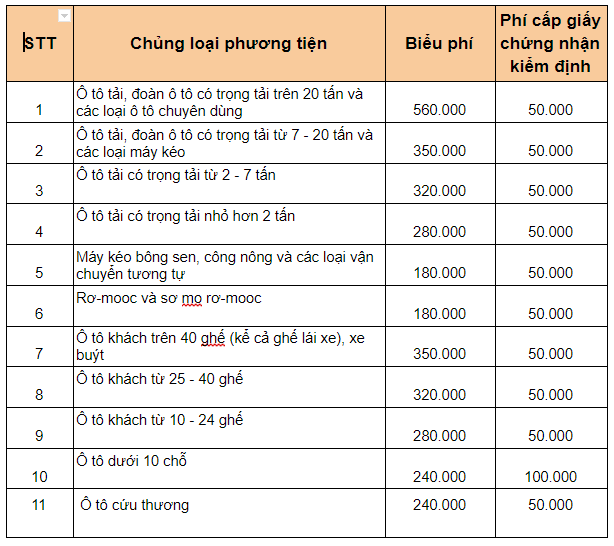 STT Chủng loại phương tiện Biểu phí Phí cấp giấy
chứng nhận
kiểm định
1 Ô tô tải, đoàn ô tô có trọng tải trên 20 tấn và
các loại ô tô chuyên dùng 560.000 50.000
2 Ô tô tải, đoàn ô tô có trọng tải từ 7 - 20 tấn và
các loại máy kéo 350.000 50.000
3 Ô tô tải có trọng tải từ 2 - 7 tấn 320.000 50.000
4 Ô tô tải có trọng tải nhỏ hơn 2 tấn 280.000 50.000
5 Máy kéo bông sen, công nông và các loại vận
chuyển tương tự 180.000 50.000
6 Rơ-mooc và sơ mọ rơ-mooc 180.000 50.000
7 Ô tô khách trên 40 ghế (kể cả ghế lái xe), xe
buýt 350.000 50.000
8 Ô tô khách từ 25 - 40 ghế 320.000 50.000
9 Ô tô khách từ 10 - 24 ghế 280.000 50.000
10 Ô tô dưới 10 chỗ 240.000 100.000
11 Ô tô cứu thương 240.000 50.000